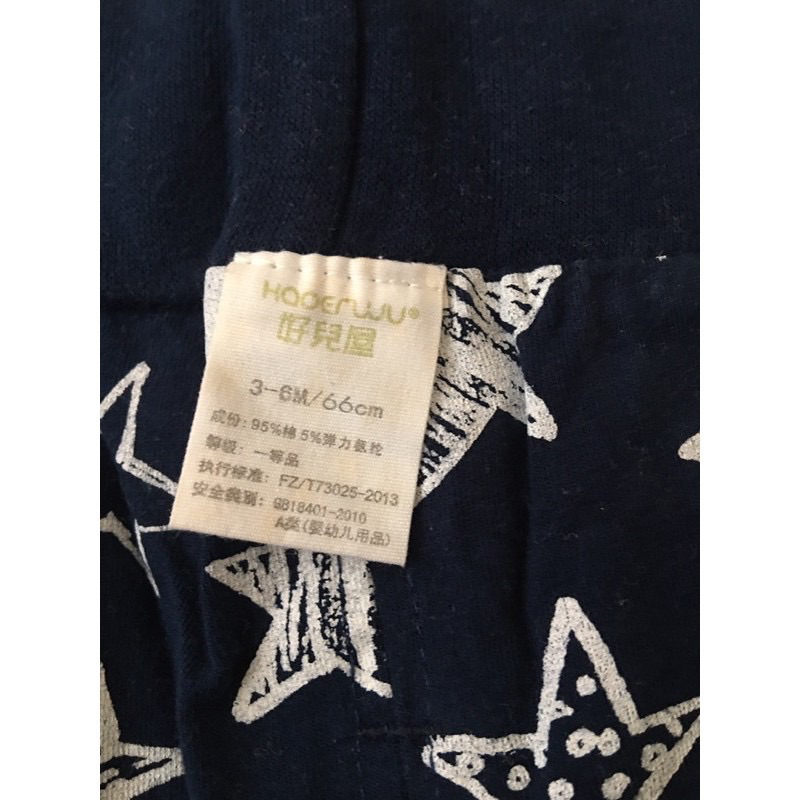 HAOERWU®
好兒屋
3-6M/66cm
成份: 95%棉 5%弹力氨纶
等级: 一等品
执行标准: FZ/T73025-2013
安全类别: GB18401-2010
A类(婴幼儿用品)